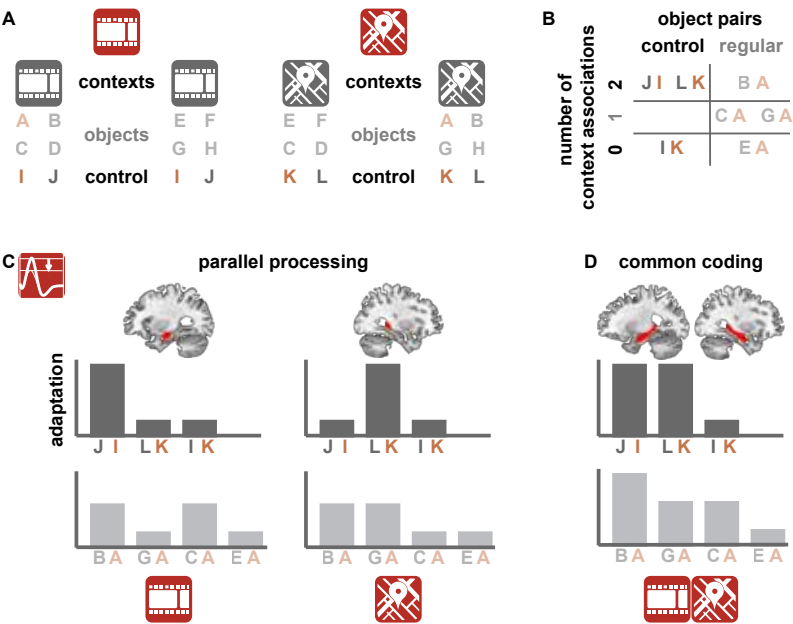 A
contexts
contexts
A B E F
objects
C D G H
I J control I J
E F A B
objects
C D G H
K L control K L
B
object pairs
control regular
number of
context associations
2 J I L K B A
1 C A G A
0 I K E A
C parallel processing
adaptation
J I L K I K
J I L K I K
B A G A C A E A
B A G A C A E A
D common coding
J I L K I K
B A G A C A E A